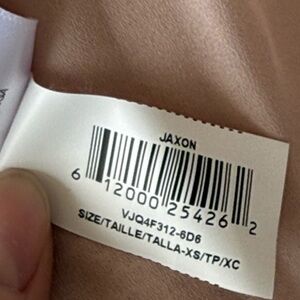 JAXON
6 12000 25426 2
VJQ4F312-6D6
SIZE/TAILLE/TALLA-XS/TP/XC